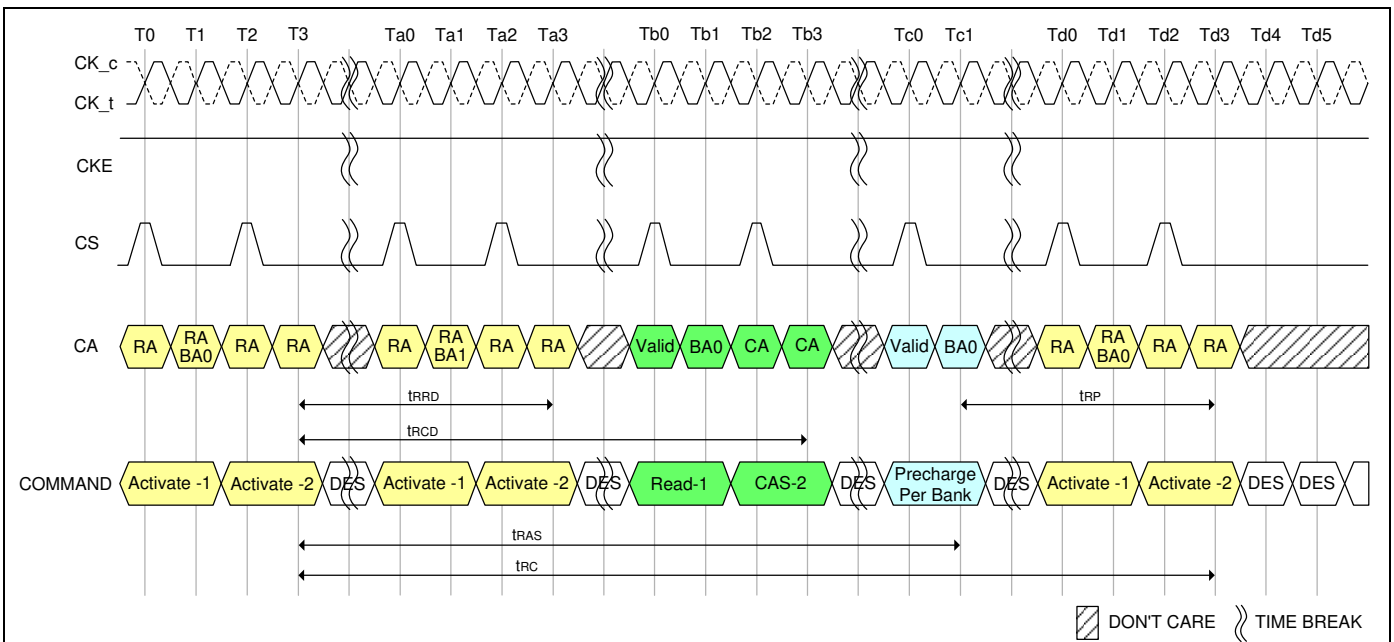 T0 T1 T2 T3 Ta0 Ta1 Ta2 Ta3 Tb0 Tb1 Tb2 Tb3 Tc0 Tc1 Td0 Td1 Td2 Td3 Td4 Td5
CK_c
CK_t
CKE
CS
CA RA RA BA0 RA RA RA RA BA1 RA RA Valid BA0 CA CA Valid BA0 RA RA BA0 RA RA
tRRD tRP
tRCD
COMMAND Activate -1 Activate -2 DES Activate -1 Activate -2 DES Read-1 CAS-2 DES Precharge Per Bank DES Activate -1 Activate -2 DES DES
tRAS
tRC
DON'T CARE TIME BREAK